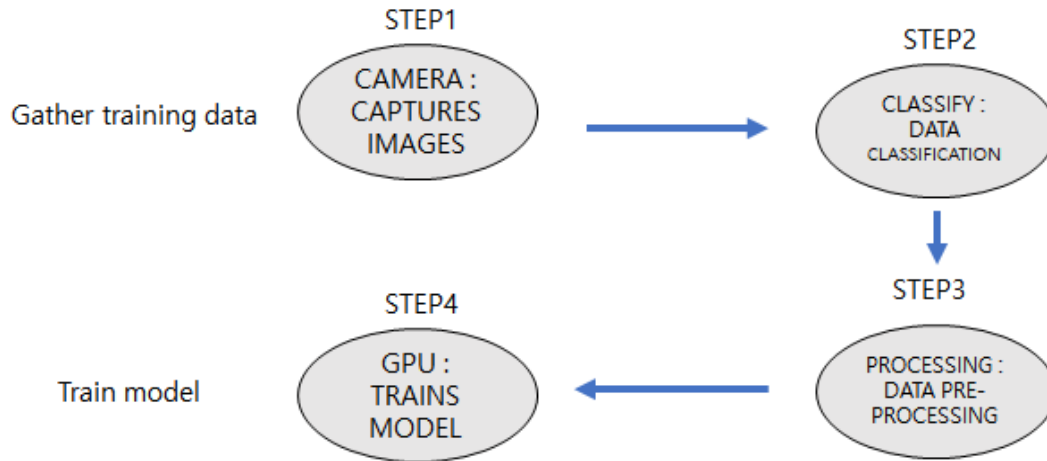 STEP1
CAMERA :
CAPTURES
IMAGES
Gather training data
STEP2
CLASSIFY :
DATA
CLASSIFICATION
STEP3
PROCESSING :
DATA PRE-
PROCESSING
STEP4
GPU :
TRAINS
MODEL
Train model